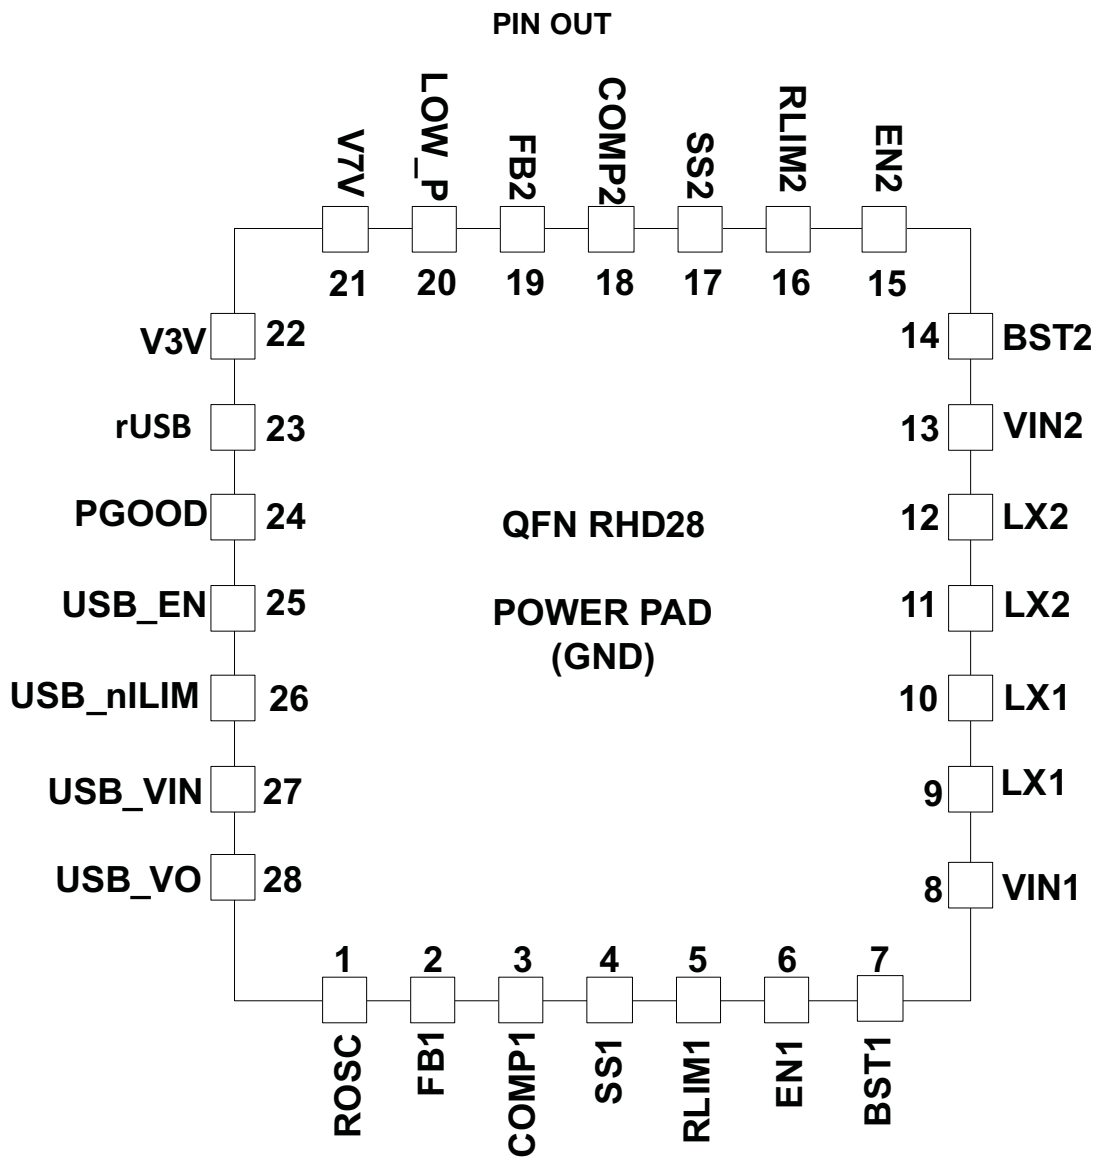 PIN OUT
V7V
LOW_P
FB2
COMP2
SS2
RLIM2
EN2
21
20
19
18
17
16
15
V3V
22
14
BST2
rUSB
23
13
VIN2
PGOOD
24
QFN RHD28
12
LX2
USB_EN
25
POWER PAD
(GND)
11
LX2
USB_nILIM
26
10
LX1
USB_VIN
27
9
LX1
USB_VO
28
8
VIN1
1
2
3
4
5
6
7
ROSC
FB1
COMP1
SS1
RLIM1
EN1
BST1